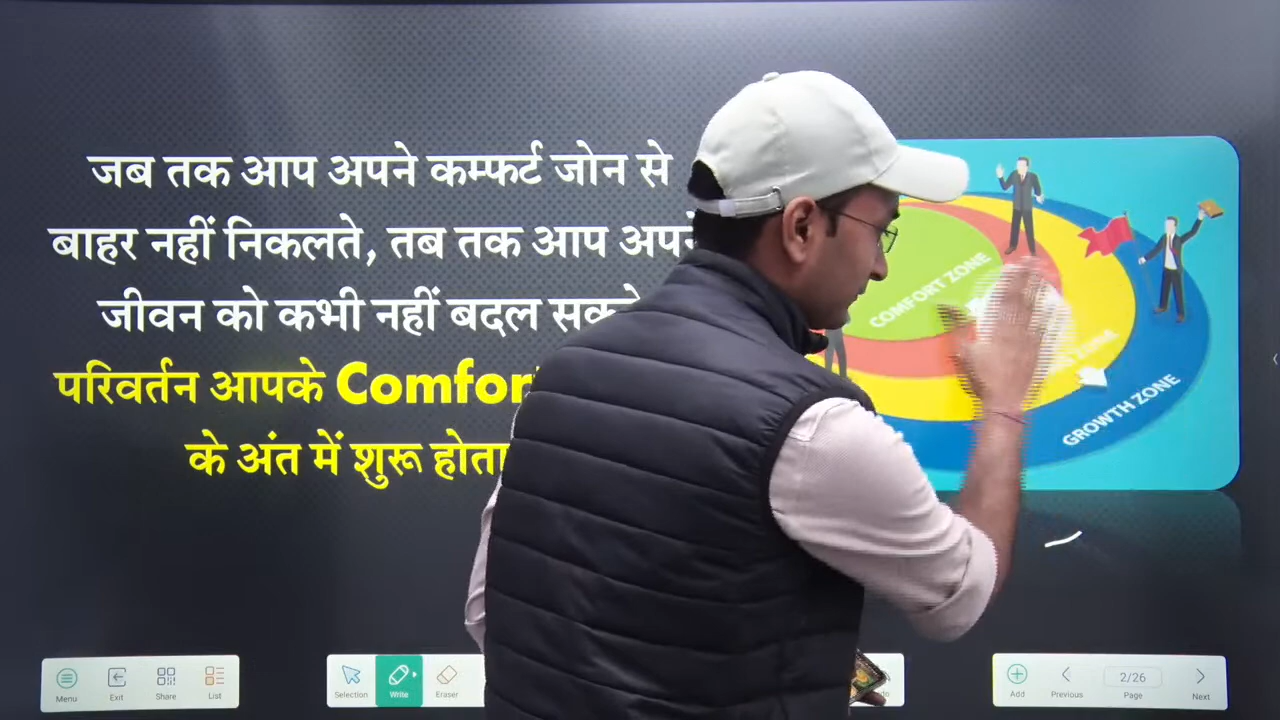 जब तक आप अपने कम्फर्ट जोन से
बाहर नहीं निकलते, तब तक आप
जीवन को कभी नहीं बदल
परिवर्तन आपके
के अंत में शुरू
COMFORT ZONE
GROWTH ZONE
Menu
Exit
Share
List
Selection
Write
Eraser
Add
Previous
2/26
Page
Next